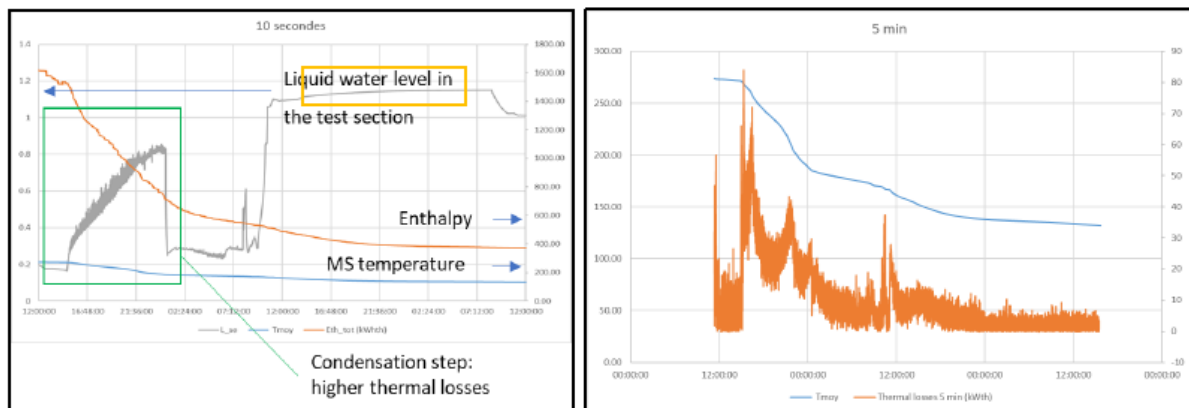 10 secondes
1.4
1.2
1
0.8
0.6
0.4
0.2
0
1800.00
1600.00
1400.00
1200.00
1000.00
800.00
600.00
400.00
200.00
0.00
Liquid water level in
the test section
Enthalpy
MS temperature
12:00:00 16:48:00 21:36:00 02:24:00 07:12:00 12:00:00 16:48:00 21:36:00 02:24:00 07:12:00 12:00:00
L_se Tmoy Eth_tot (kWhth)
Condensation step:
higher thermal losses
5 min
300.00
250.00
200.00
150.00
100.00
50.00
0.00
90
80
70
60
50
40
30
20
10
0
00:00:00 12:00:00 00:00:00 12:00:00 00:00:00 12:00:00 00:00:00
Tmoy Thermal losses 5 min (kWth)